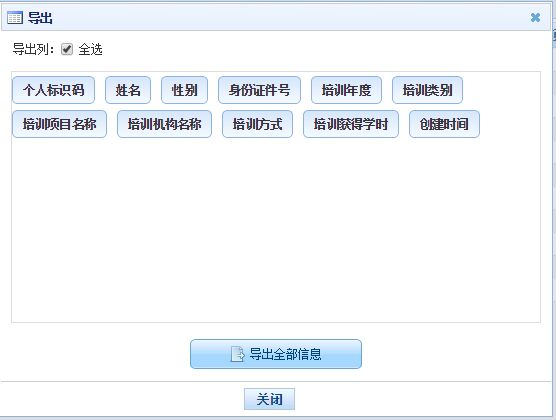 导出
导出列: 全选
个人标识码 姓名 性别 身份证件号 培训年度 培训类别
培训项目名称 培训机构名称 培训方式 培训获得学时 创建时间
导出全部信息
关闭